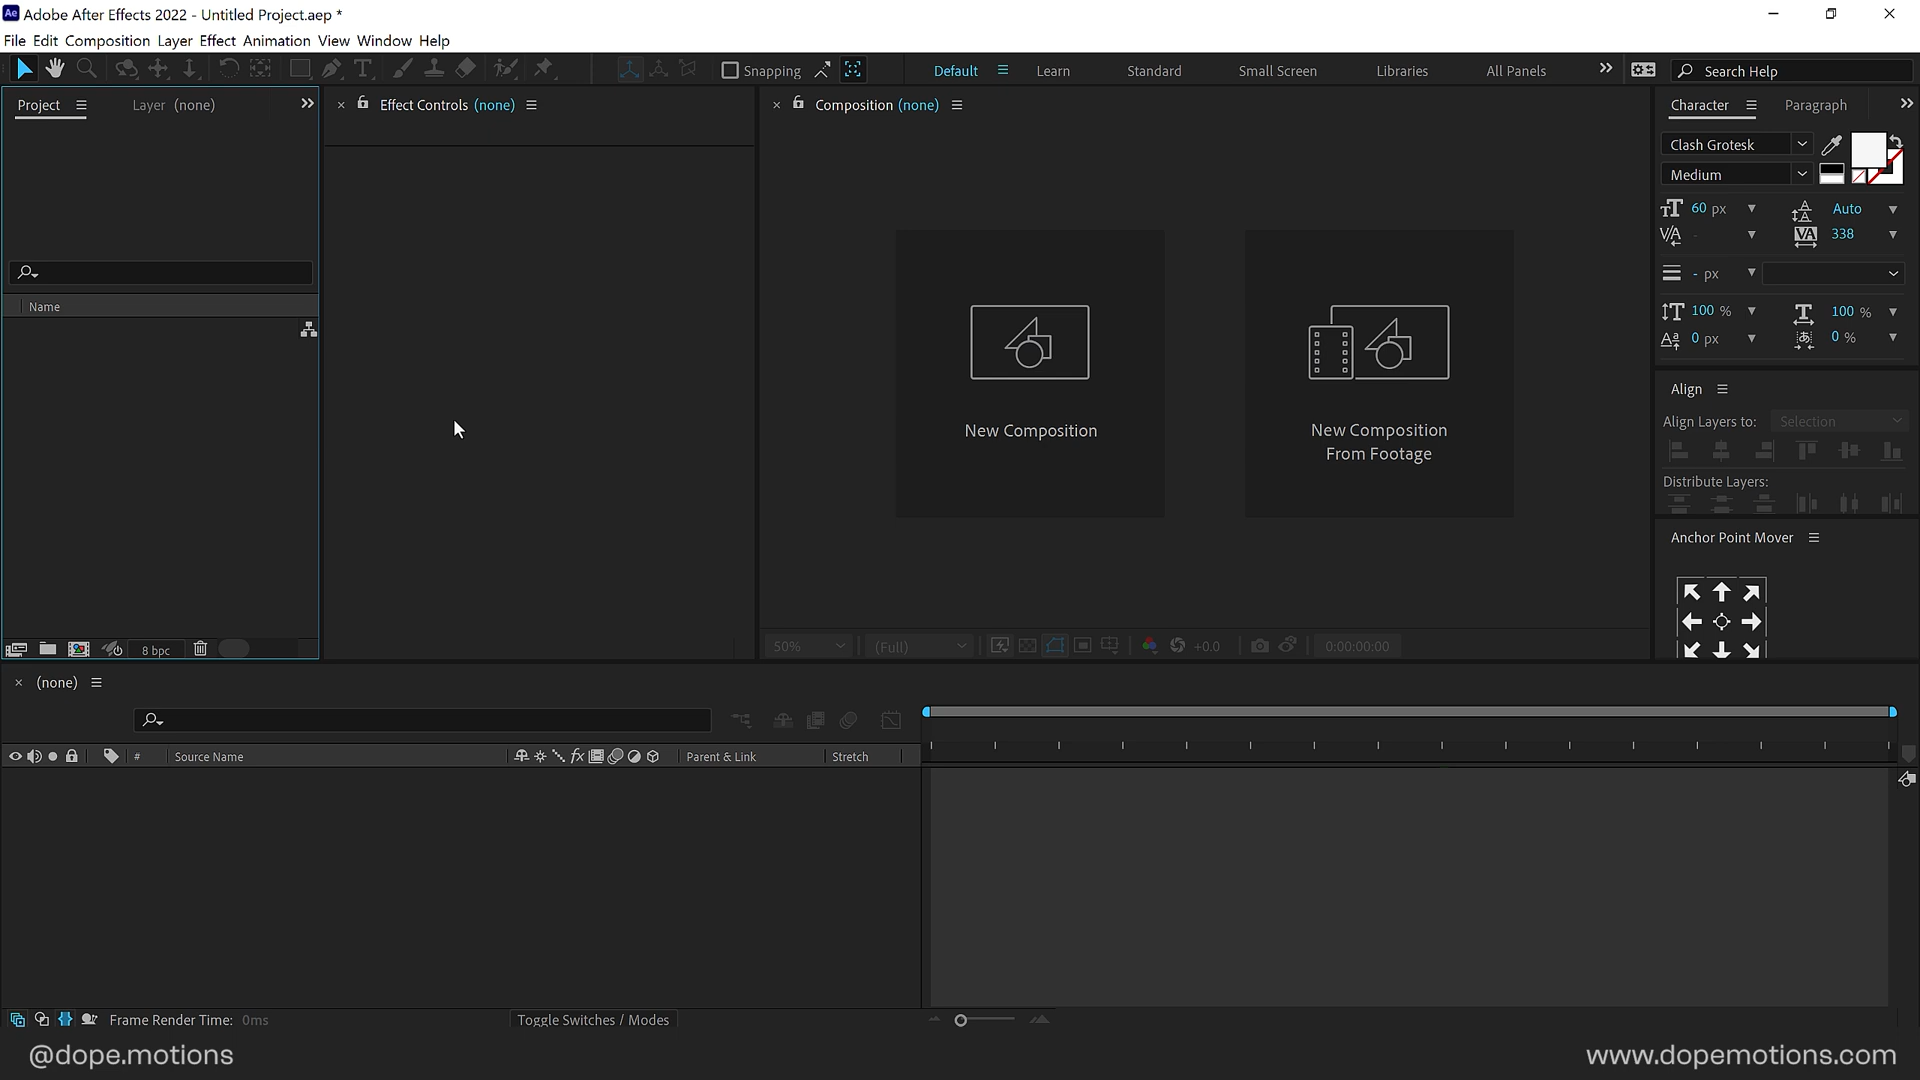 Ae Adobe After Effects 2022 - Untitled Project.aep *
File Edit Composition Layer Effect Animation View Window Help
Snapping Default Learn Standard Small Screen Libraries All Panels Search Help
Project Layer (none) Effect Controls (none) Composition (none) Character Paragraph
Clash Grotesk
Medium
60 px Auto
- 338
- px
100 % 100 %
0 px 0 %
Name
New Composition
New Composition
From Footage
Align
Align Layers to: Selection
Distribute Layers:
Anchor Point Mover
8 bpc
50% (Full) +0.0 0:00:00:00
(none)
# Source Name fx Parent & Link Stretch
Frame Render Time: 0ms Toggle Switches / Modes
@dope.motions www.dopemotions.com